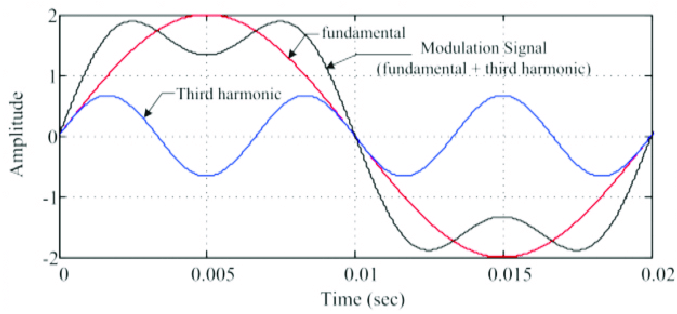 2
fundamental
Modulation Signal
(fundamental + third harmonic)
1
Third harmonic
Amplitude
0
-1
-2
0
0.005
0.01
0.015
0.02
Time (sec)